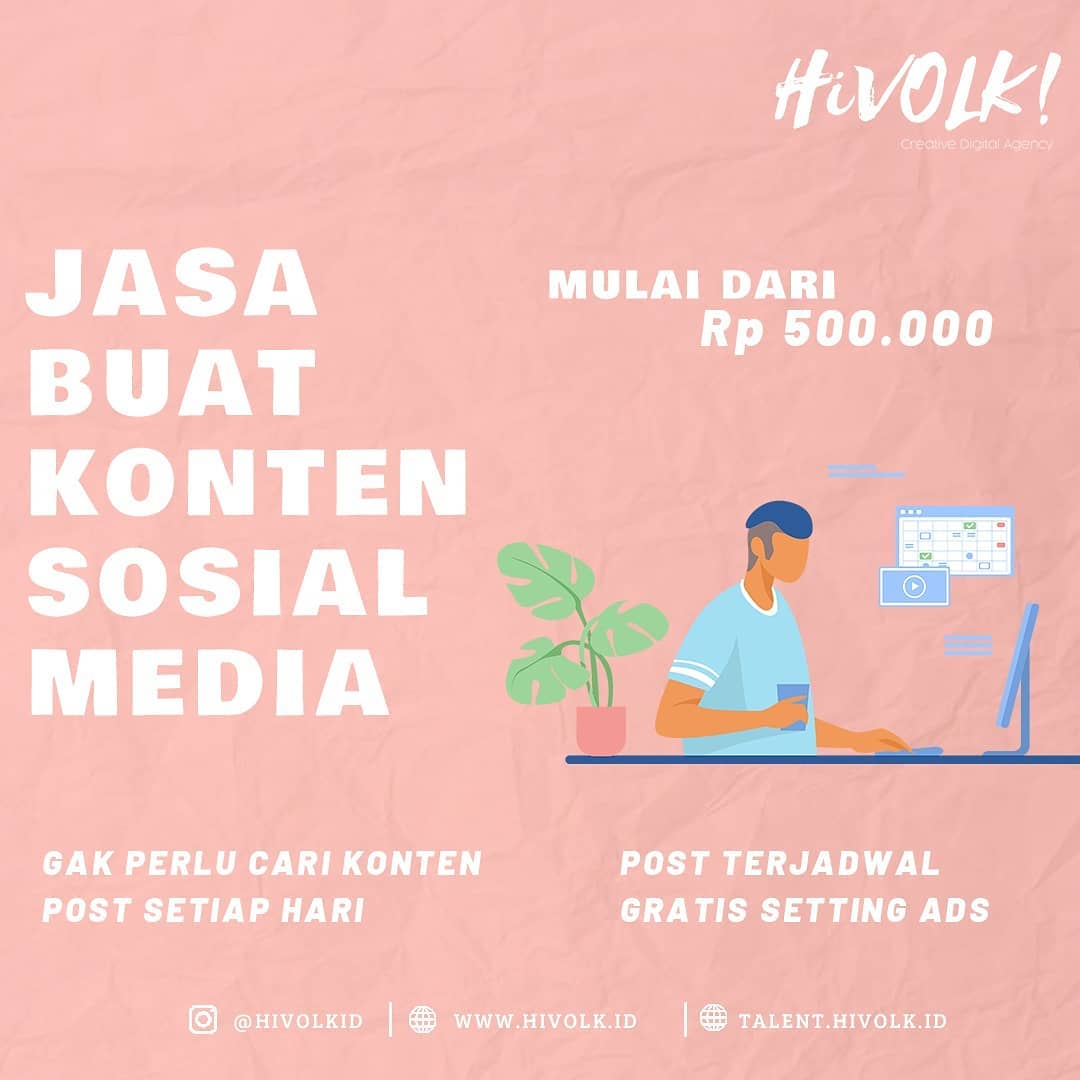 HiVOLK!
Creative Digital Agency
JASA
BUAT
KONTEN
SOSIAL
MEDIA
MULAI DARI
Rp 500.000
GAK PERLU CARI KONTEN
POST SETIAP HARI
POST TERJADWAL
GRATIS SETTING ADS
@HIVOLKID | WWW.HIVOLK.ID | TALENT.HIVOLK.ID